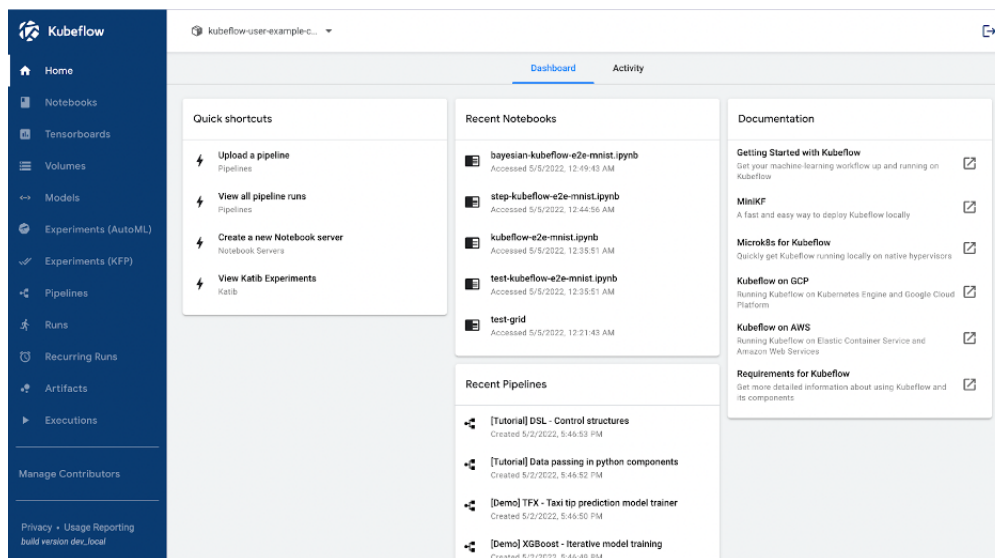 Kubeflow
Home
Notebooks
Tensorboards
Volumes
Models
Experiments (AutoML)
Experiments (KFP)
Pipelines
Runs
Recurring Runs
Artifacts
Executions
Manage Contributors
Privacy • Usage Reporting
build version dev_local
kubeflow-user-example-c...
Dashboard
Activity
Quick shortcuts
Upload a pipeline
Pipelines
View all pipeline runs
Pipelines
Create a new Notebook server
Notebook Servers
View Katib Experiments
Katib
Recent Notebooks
bayesian-kubeflow-e2e-mnist.ipynb
Accessed 5/5/2022, 12:49:43 AM
step-kubeflow-e2e-mnist.ipynb
Accessed 5/5/2022, 12:44:56 AM
kubeflow-e2e-mnist.ipynb
Accessed 5/5/2022, 12:35:51 AM
test-kubeflow-e2e-mnist.ipynb
Accessed 5/5/2022, 12:35:51 AM
test-grid
Accessed 5/5/2022, 12:21:43 AM
Recent Pipelines
[Tutorial] DSL - Control structures
Created 5/2/2022, 5:46:53 PM
[Tutorial] Data passing in python components
Created 5/2/2022, 5:46:52 PM
[Demo] TFX - Taxi tip prediction model trainer
Created 5/2/2022, 5:46:50 PM
[Demo] XGBoost - Iterative model training
Created 5/2/2022, 5:46:49 PM
Documentation
Getting Started with Kubeflow
Get your machine-learning workflow up and running on
Kubeflow
MiniKF
A fast and easy way to deploy Kubeflow locally
Microk8s for Kubeflow
Quickly get Kubeflow running locally on native hypervisors
Kubeflow on GCP
Running Kubeflow on Kubernetes Engine and Google Cloud
Platform
Kubeflow on AWS
Running Kubeflow on Elastic Container Service and
Amazon Web Services
Requirements for Kubeflow
Get more detailed information about using Kubeflow and
its components